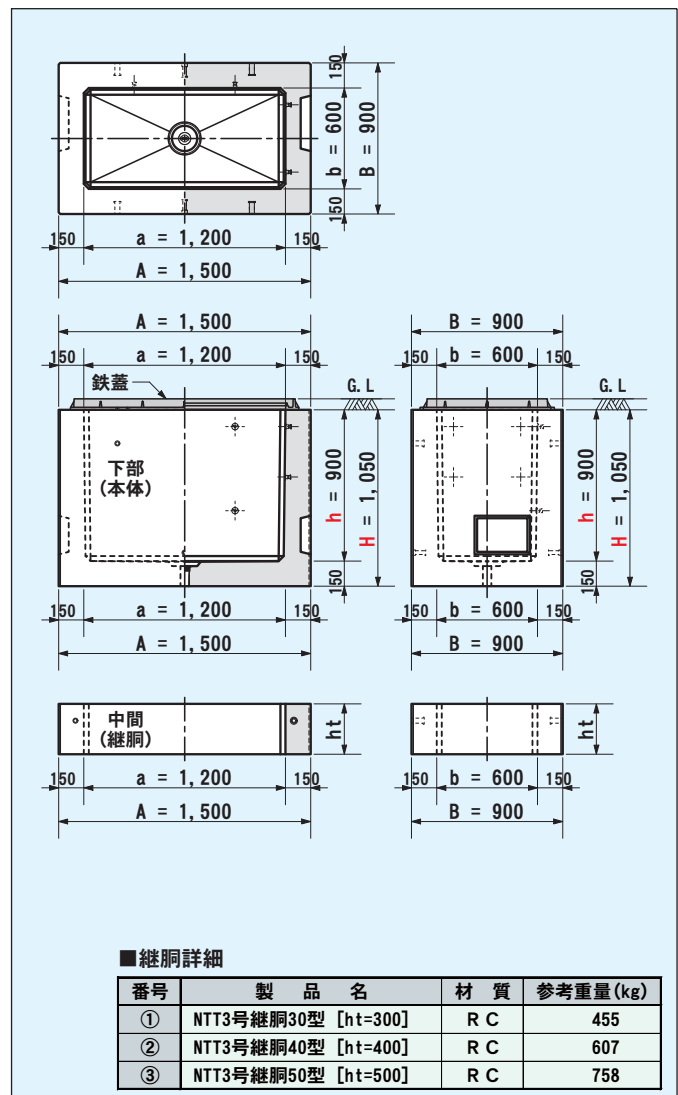 150
b = 600
B = 900
150
150 a = 1,200 150
A = 1,500
A = 1,500
150 a = 1,200 150
鉄蓋
G.L
下部
(本体)
h = 900
H = 1,050
150
150 a = 1,200 150
A = 1,500
B = 900
150 b = 600 150
G.L
h = 900
H = 1,050
150
150 b = 600 150
B = 900
中間
(継胴)
ht
150 a = 1,200 150
A = 1,500
150 b = 600 150
B = 900
■継胴詳細
番号 製品名 材質 参考重量(kg)
① NTT3号継胴30型 [ht=300] RC 455
② NTT3号継胴40型 [ht=400] RC 607
③ NTT3号継胴50型 [ht=500] RC 758